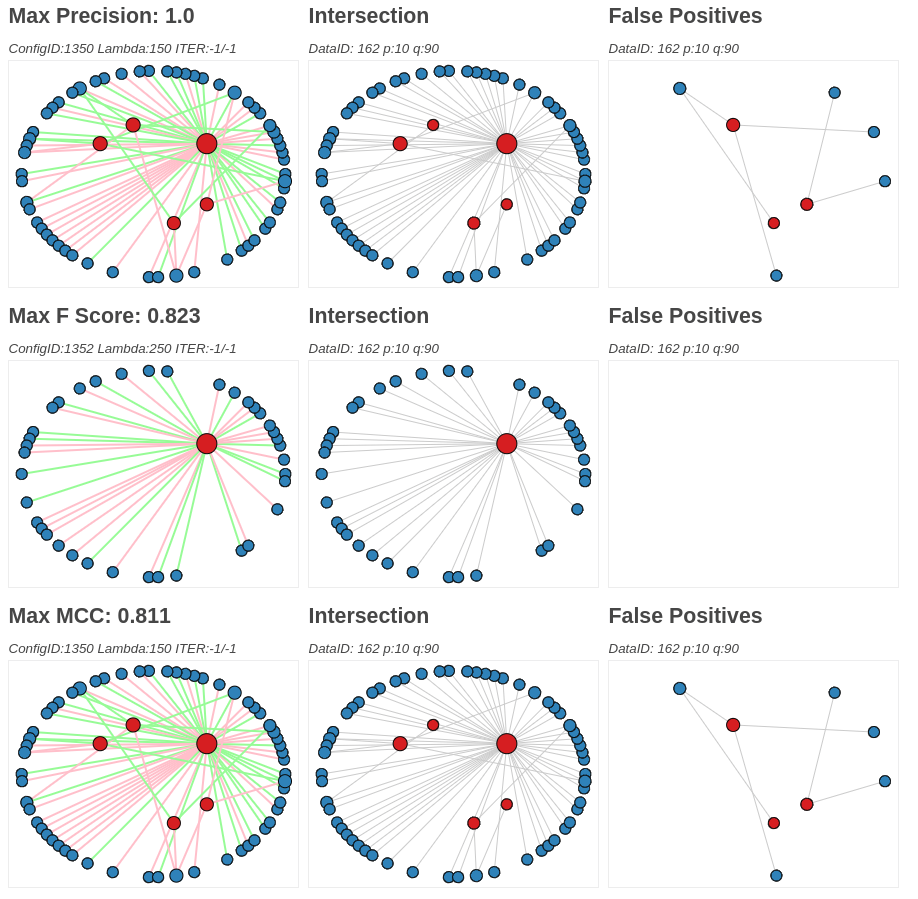 Max Precision: 1.0
Intersection
False Positives
ConfigID:1350 Lambda:150 ITER:-1/-1
DataID: 162 p:10 q:90
DataID: 162 p:10 q:90
Max F Score: 0.823
Intersection
False Positives
ConfigID:1352 Lambda:250 ITER:-1/-1
DataID: 162 p:10 q:90
DataID: 162 p:10 q:90
Max MCC: 0.811
Intersection
False Positives
ConfigID:1350 Lambda:150 ITER:-1/-1
DataID: 162 p:10 q:90
DataID: 162 p:10 q:90